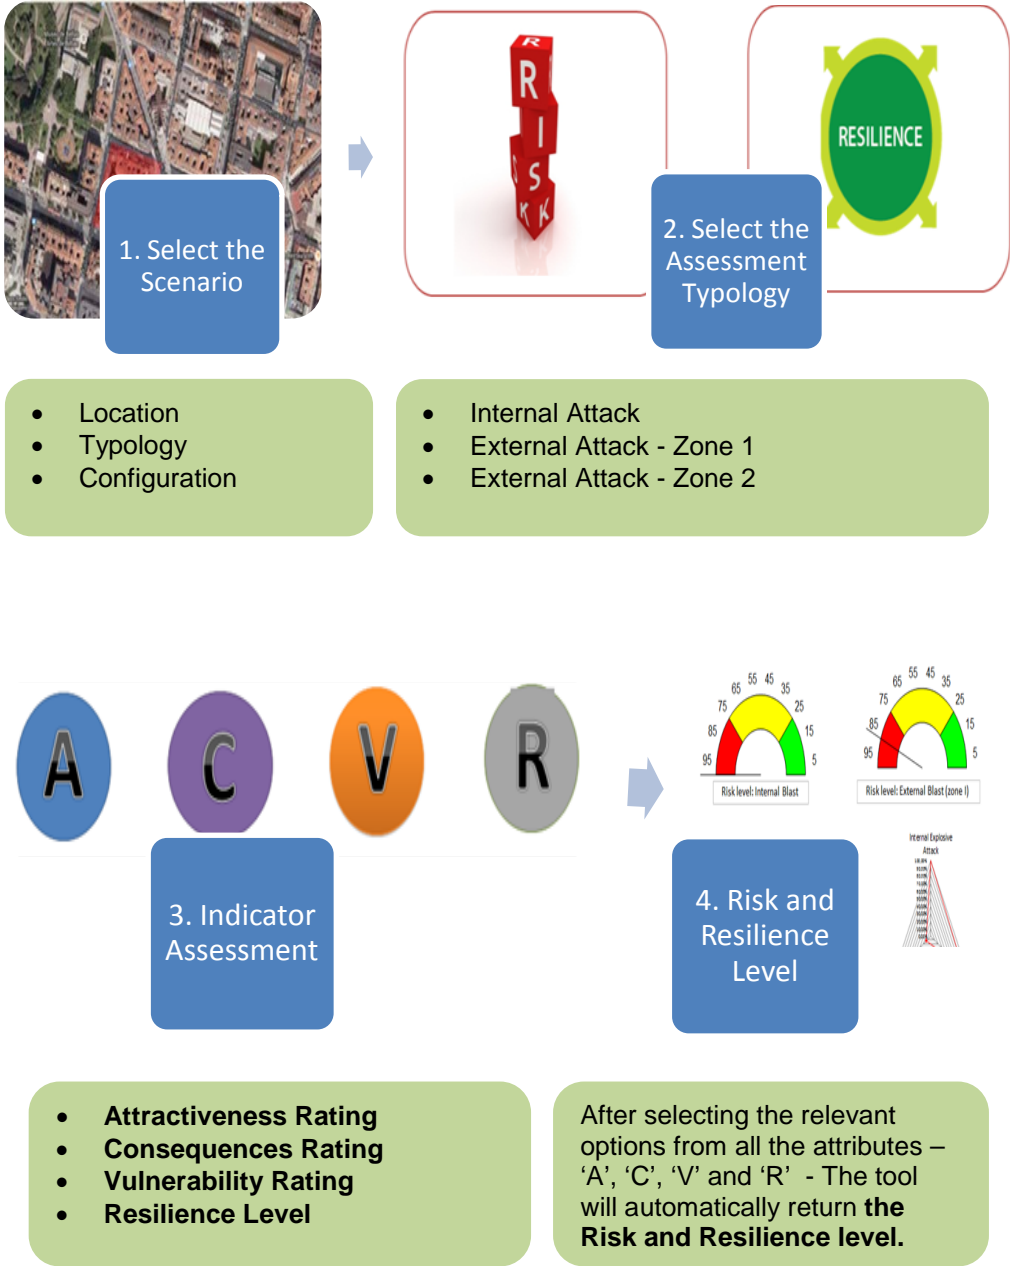 R
I
S
K
S
K
RESILIENCE
1. Select the
Scenario
2. Select the
Assessment
Typology
• Location
• Typology
• Configuration
• Internal Attack
• External Attack - Zone 1
• External Attack - Zone 2
A
C
V
R
95 85 75 65 55 45 35 25 15 5
Risk level: Internal Blast
95 85 75 65 55 45 35 25 15 5
Risk level: External Blast (zone I)
Internal Explosive
Attack
3. Indicator
Assessment
4. Risk and
Resilience
Level
• Attractiveness Rating
• Consequences Rating
• Vulnerability Rating
• Resilience Level
After selecting the relevant
options from all the attributes –
‘A’, ‘C’, ‘V’ and ‘R’ - The tool
will automatically return the
Risk and Resilience level.